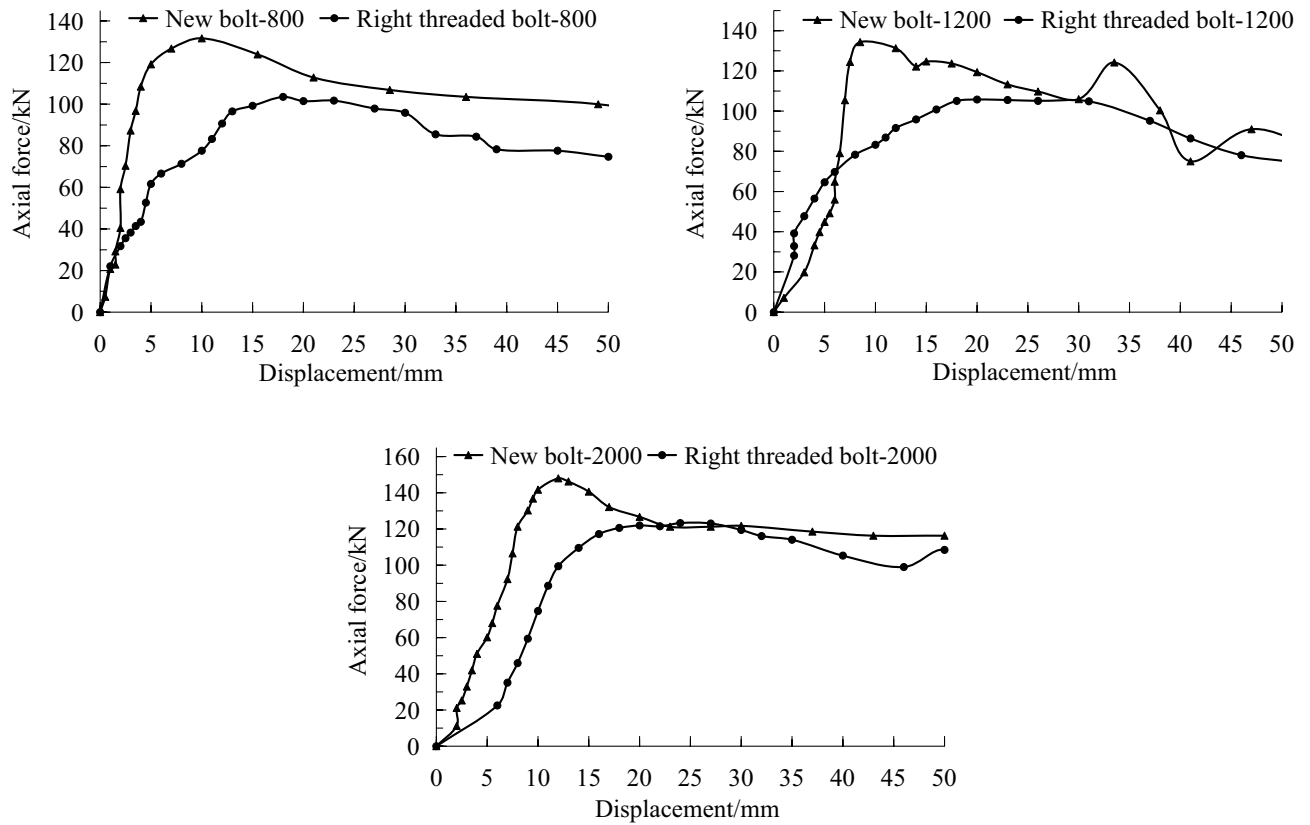 New bolt-800 Right threaded bolt-800
140
120
100
80
60
40
20
0
Axial force/kN
0 5 10 15 20 25 30 35 40 45 50
Displacement/mm
New bolt-1200 Right threaded bolt-1200
140
120
100
80
60
40
20
0
Axial force/kN
0 5 10 15 20 25 30 35 40 45 50
Displacement/mm
New bolt-2000 Right threaded bolt-2000
160
140
120
100
80
60
40
20
0
Axial force/kN
0 5 10 15 20 25 30 35 40 45 50
Displacement/mm